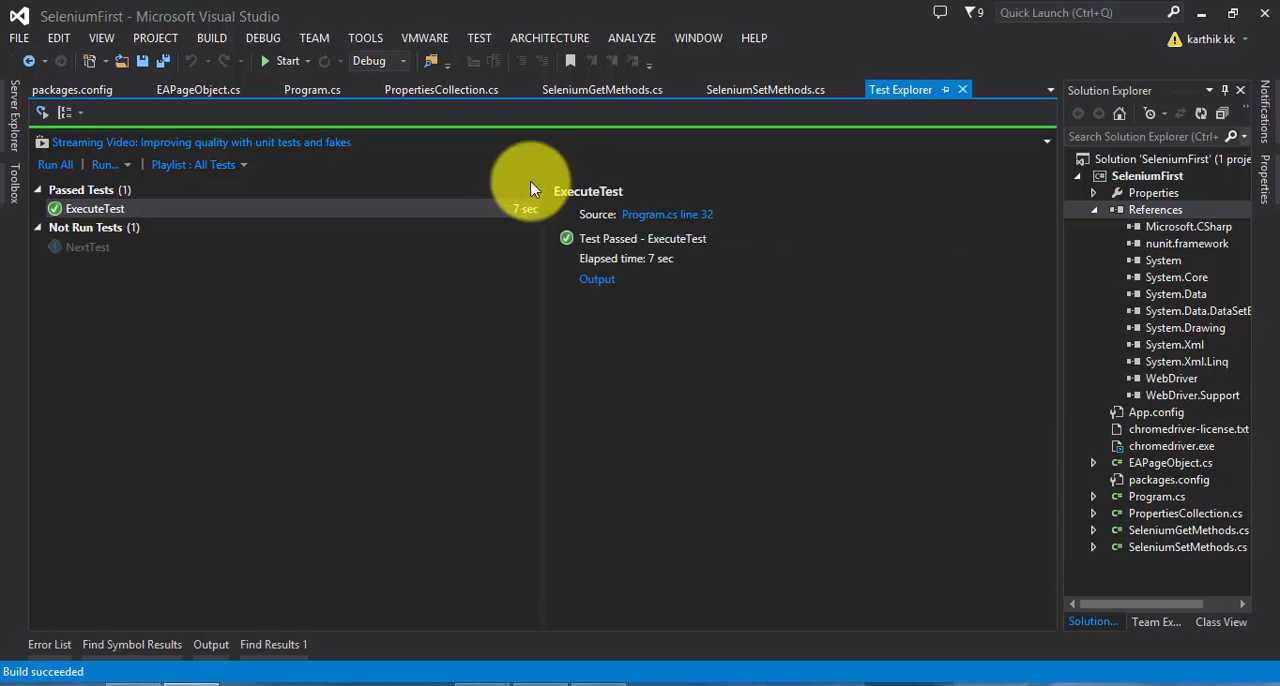 SeleniumFirst - Microsoft Visual Studio
9
Quick Launch (Ctrl+Q)
FILE EDIT VIEW PROJECT BUILD DEBUG TEAM TOOLS VMWARE TEST ARCHITECTURE ANALYZE WINDOW HELP
karthik kk
Start Debug
packages.config EAPageObject.cs Program.cs PropertiesCollection.cs SeleniumGetMethods.cs SeleniumSetMethods.cs Test Explorer
Server Explorer
Toolbox
Streaming Video: Improving quality with unit tests and fakes
Run All Run... Playlist : All Tests
Passed Tests (1)
ExecuteTest 7 sec
Not Run Tests (1)
NextTest
ExecuteTest
Source: Program.cs line 32
Test Passed - ExecuteTest
Elapsed time: 7 sec
Output
Solution Explorer
Search Solution Explorer (Ctrl+
Solution 'SeleniumFirst' (1 proje
SeleniumFirst
Properties
References
Microsoft.CSharp
nunit.framework
System
System.Core
System.Data
System.Data.DataSetE
System.Drawing
System.Xml
System.Xml.Linq
WebDriver
WebDriver.Support
App.config
chromedriver-license.txt
chromedriver.exe
EAPageObject.cs
packages.config
Program.cs
PropertiesCollection.cs
SeleniumGetMethods.cs
SeleniumSetMethods.cs
Solution... Team Ex... Class View
Notifications
Properties
Error List Find Symbol Results Output Find Results 1
Build succeeded